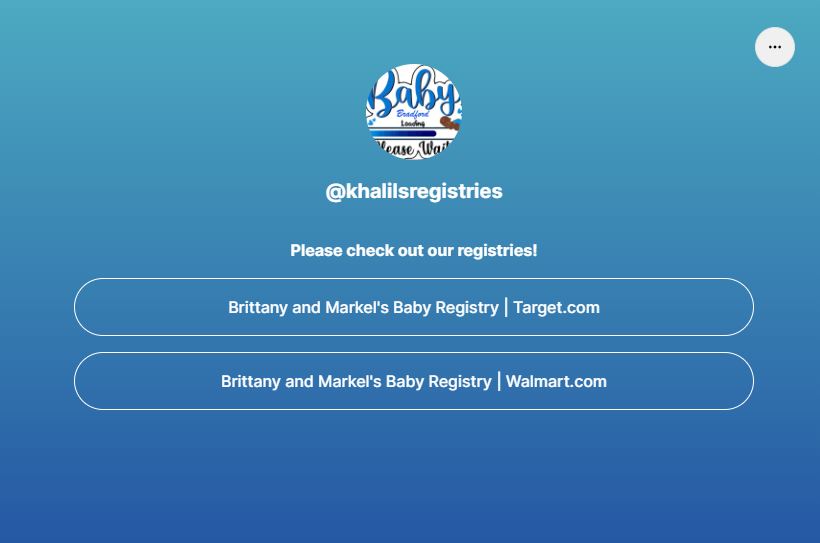 Baby
Bradford
Loading
Please Wait
@khalilsregistries
Please check out our registries!
Brittany and Markel's Baby Registry | Target.com
Brittany and Markel's Baby Registry | Walmart.com